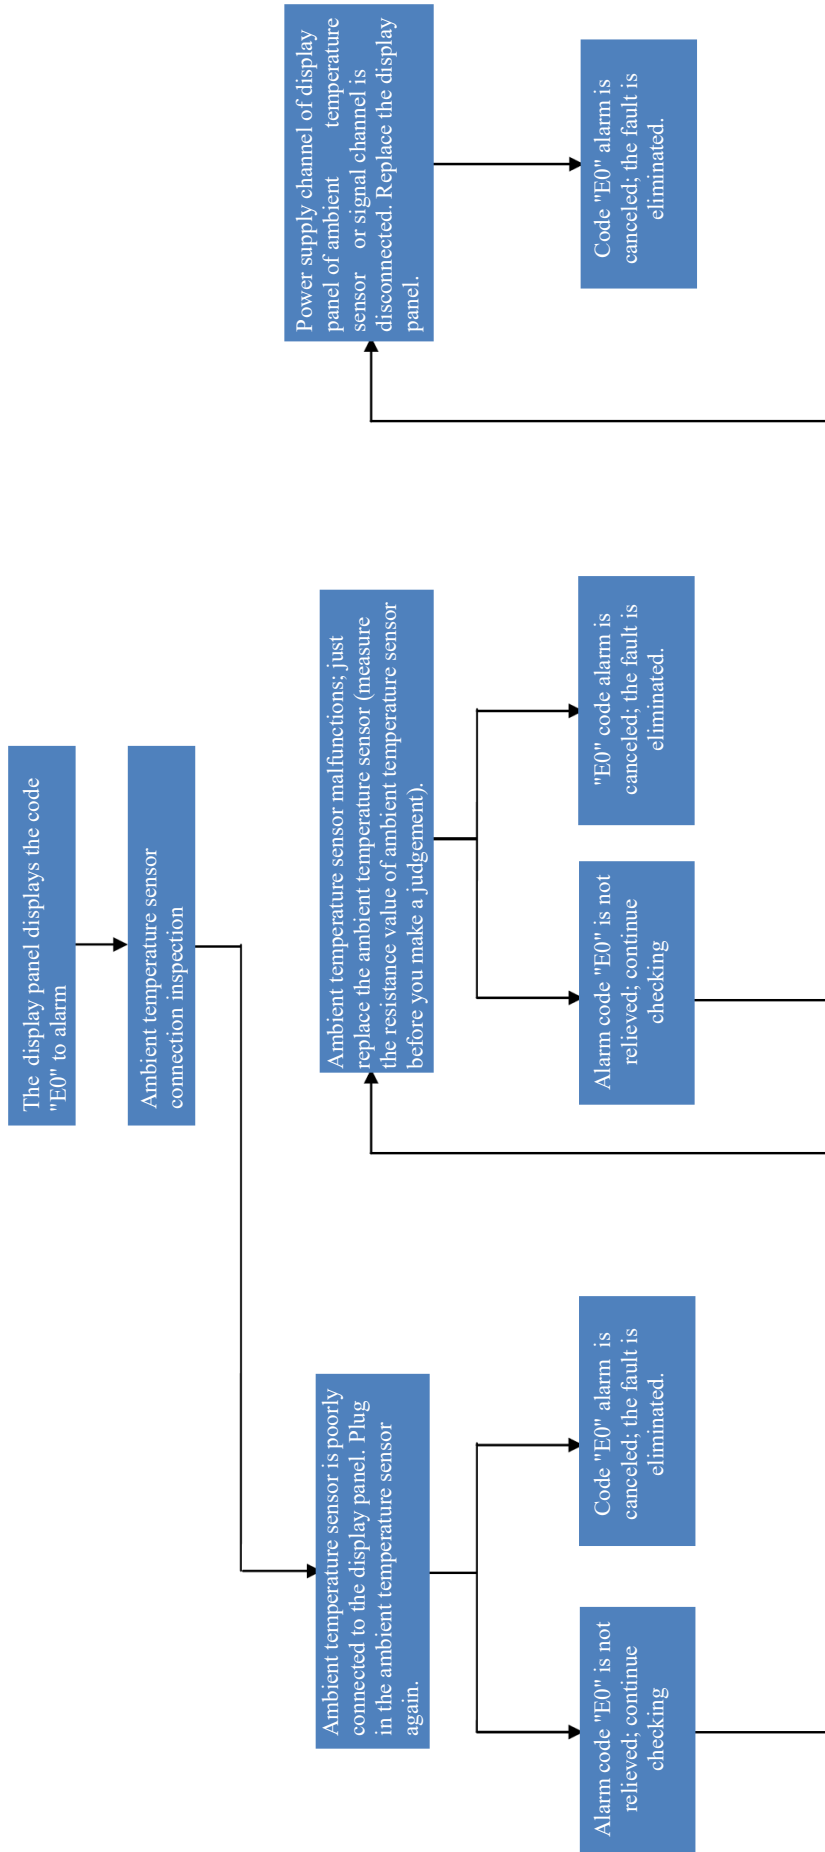 The display panel displays the code
"E0" to alarm
Ambient temperature sensor
connection inspection
Ambient temperature sensor is poorly
connected to the display panel. Plug
in the ambient temperature sensor
again.
Alarm code "E0" is not
relieved; continue
checking
Code "E0" alarm is
canceled; the fault is
eliminated.
Ambient temperature sensor malfunctions; just
replace the ambient temperature sensor (measure
the resistance value of ambient temperature sensor
before you make a judgement).
Alarm code "E0" is not
relieved; continue
checking
"E0" code alarm is
canceled; the fault is
eliminated.
Power supply channel of display
panel of ambient temperature
sensor or signal channel is
disconnected. Replace the display
panel.
Code "E0" alarm is
canceled; the fault is
eliminated.